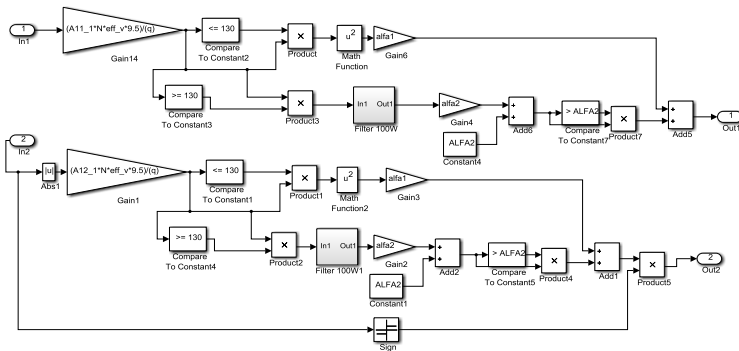 1
In1
(A11_1*N*eff_v*9.5)/(q)
Gain14
<= 130
Compare
To Constant2
×
Product
u²
Math
Function
alfa1
Gain6
>= 130
Compare
To Constant3
×
Product3
In1 Out1
Filter 100W
alfa2
Gain4
ALFA2
Constant4
+
+
Add6
> ALFA2
Compare
To Constant7
×
Product7
+
+
Add5
1
Out1
2
In2
|u|
Abs1
(A12_1*N*eff_v*9.5)/(q)
Gain1
<= 130
Compare
To Constant1
×
Product1
u²
Math
Function2
alfa1
Gain3
>= 130
Compare
To Constant4
×
Product2
In1 Out1
Filter 100W1
alfa2
Gain2
ALFA2
Constant1
+
+
Add2
> ALFA2
Compare
To Constant5
×
Product4
+
+
Add1
×
Product5
2
Out2
Sign